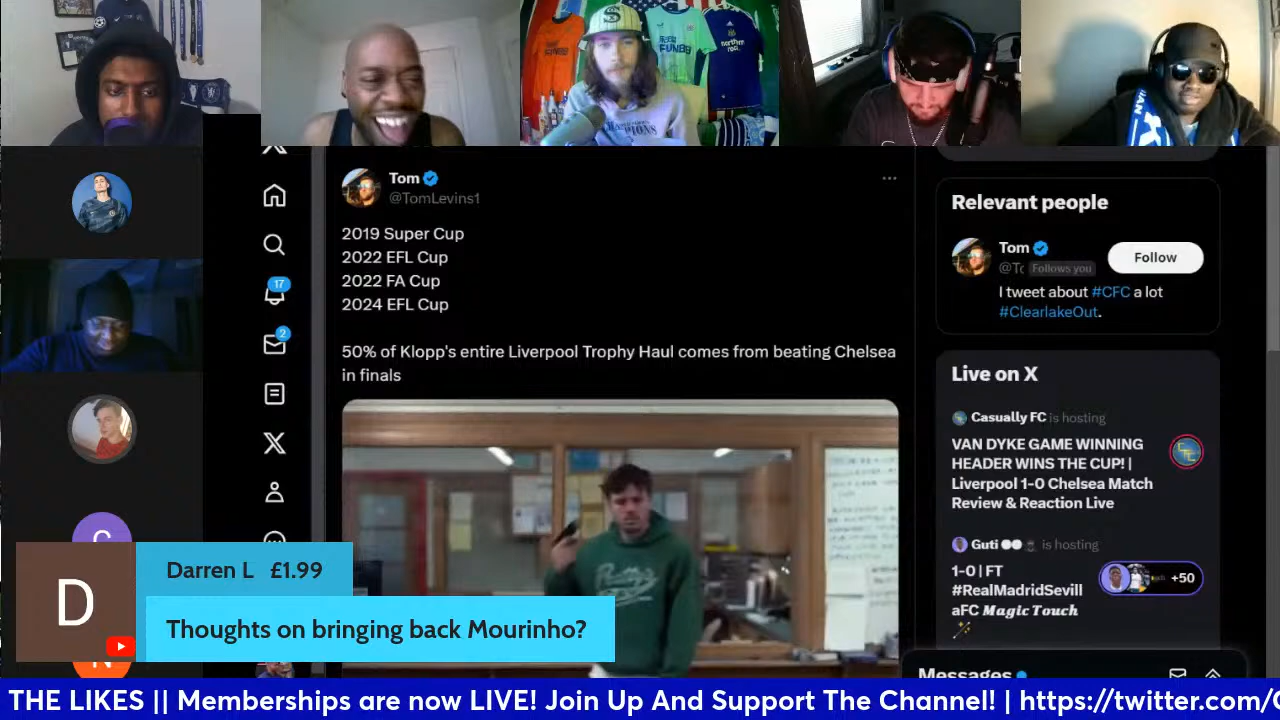 Tom
@TomLevins1
2019 Super Cup
2022 EFL Cup
2022 FA Cup
2024 EFL Cup
50% of Klopp's entire Liverpool Trophy Haul comes from beating Chelsea
in finals
17
2
Relevant people
Tom
Follows you
Follow
I tweet about #CFC a lot
#ClearlakeOut.
Live on X
Casually FC is hosting
VAN DYKE GAME WINNING
HEADER WINS THE CUP! |
Liverpool 1-0 Chelsea Match
Review & Reaction Live
Guti is hosting
1-0 | FT
#RealMadridSevill
aFC Magic Touch
+50
Messages
D
Darren L £1.99
Thoughts on bringing back Mourinho?
THE LIKES || Memberships are now LIVE! Join Up And Support The Channel! | https://twitter.com/